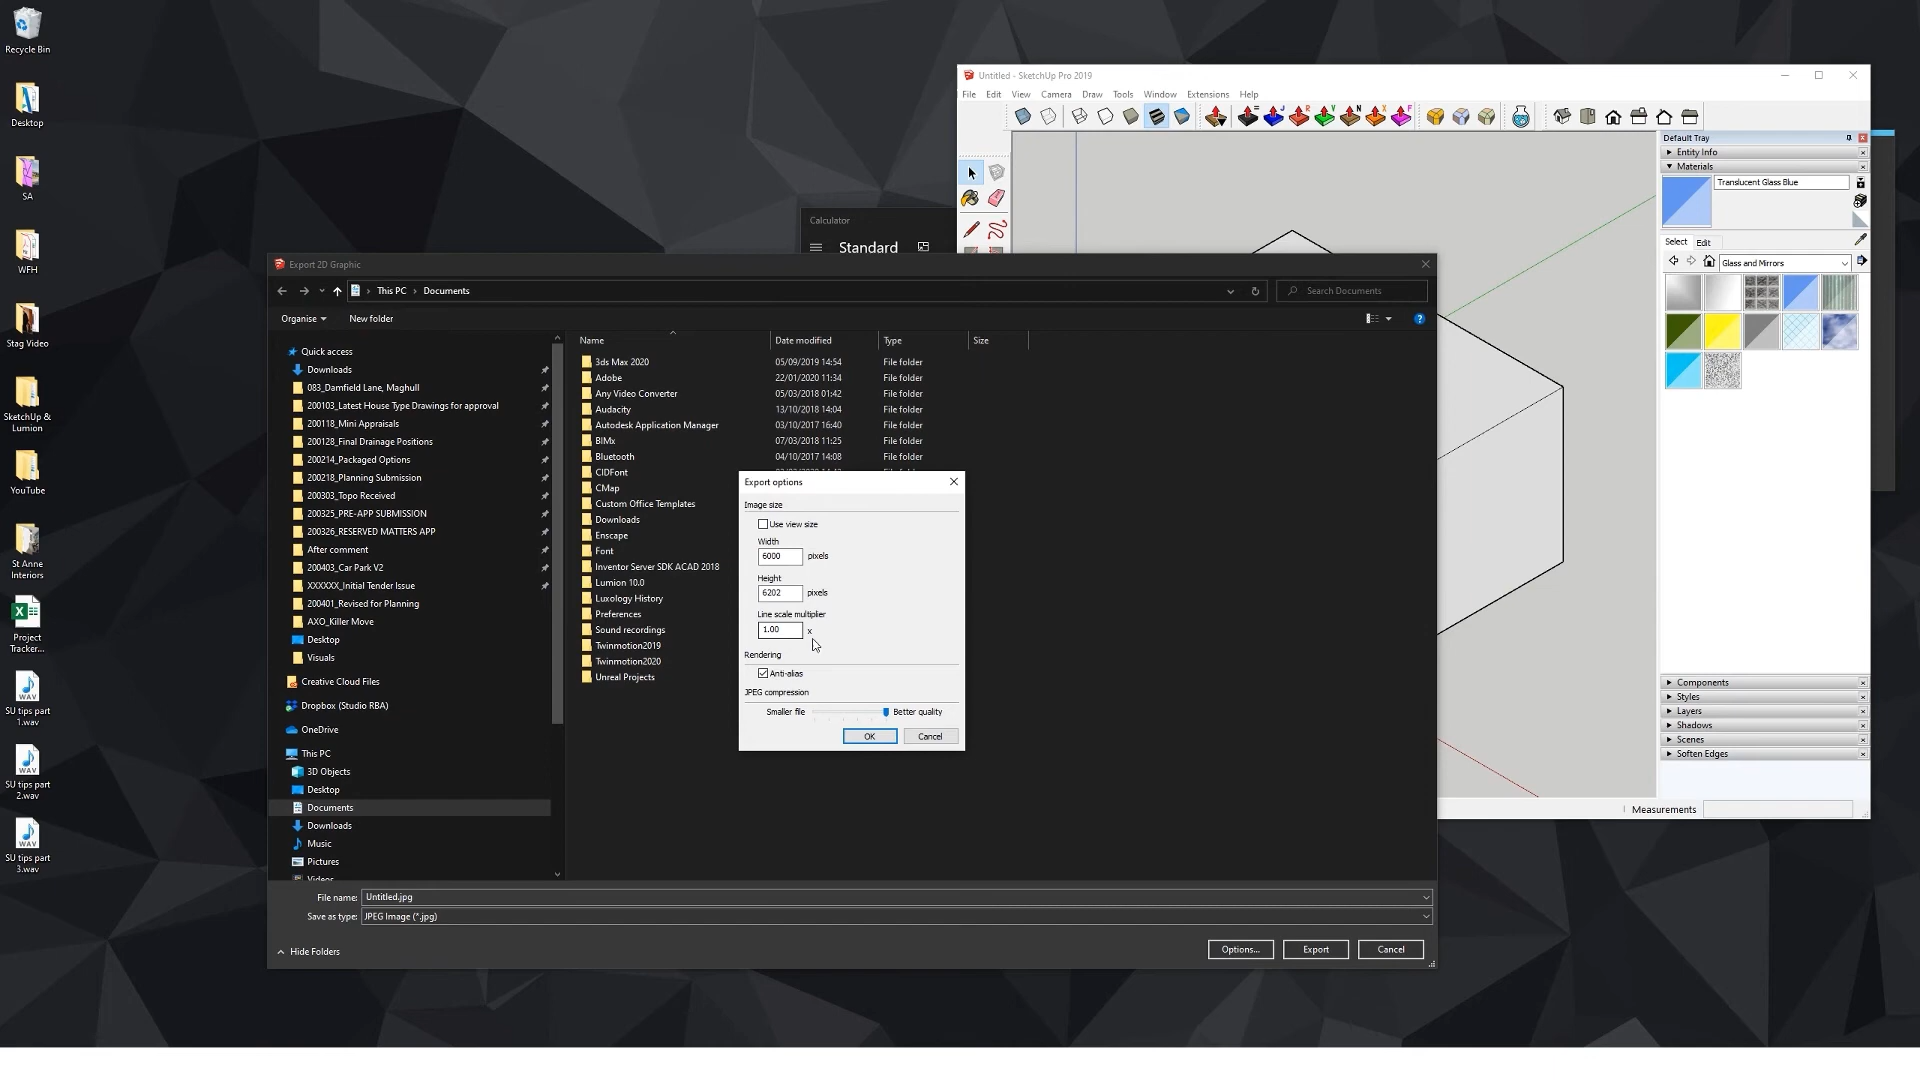 Recycle Bin
Desktop
SA
WFH
Stag Video
SketchUp &
Lumion
YouTube
St Anne
Interiors
Project
Tracker...
SU tips part
1.wav
SU tips part
2.wav
SU tips part
3.wav
Calculator
Standard
Untitled - SketchUp Pro 2019
File Edit View Camera Draw Tools Window Extensions Help
Default Tray
Entity Info
Materials
Translucent Glass Blue
Select Edit
Glass and Mirrors
Components
Styles
Layers
Shadows
Scenes
Soften Edges
Measurements
Export 2D Graphic
This PC › Documents
Search Documents
Organise New folder
Name Date modified Type Size
Quick access
Downloads
083_Damfield Lane, Maghull
200103_Latest House Type Drawings for approval
200118_Mini Appraisals
200128_Final Drainage Positions
200214_Packaged Options
200218_Planning Submission
200303_Topo Received
200325_PRE-APP SUBMISSION
200326_RESERVED MATTERS APP
After comment
200403_Car Park V2
XXXXXX_Initial Tender Issue
200401_Revised for Planning
AXO_Killer Move
Desktop
Visuals
Creative Cloud Files
Dropbox (Studio RBA)
OneDrive
This PC
3D Objects
Desktop
Documents
Downloads
Music
Pictures
Videos
3ds Max 2020 05/09/2019 14:54 File folder
Adobe 22/01/2020 11:34 File folder
Any Video Converter 05/03/2018 01:42 File folder
Audacity 13/10/2018 14:04 File folder
Autodesk Application Manager 03/10/2017 16:40 File folder
BIMx 07/03/2018 11:25 File folder
Bluetooth 04/10/2017 14:08 File folder
CIDFont
CMap
Custom Office Templates
Downloads
Enscape
Font
Inventor Server SDK ACAD 2018
Lumion 10.0
Luxology History
Preferences
Sound recordings
Twinmotion2019
Twinmotion2020
Unreal Projects
Export options
Image size
Use view size
Width
6000 pixels
Height
6202 pixels
Line scale multiplier
1.00 x
Rendering
Anti-alias
JPEG compression
Smaller file Better quality
OK Cancel
File name: Untitled.jpg
Save as type: JPEG Image (*.jpg)
Hide Folders
Options... Export Cancel